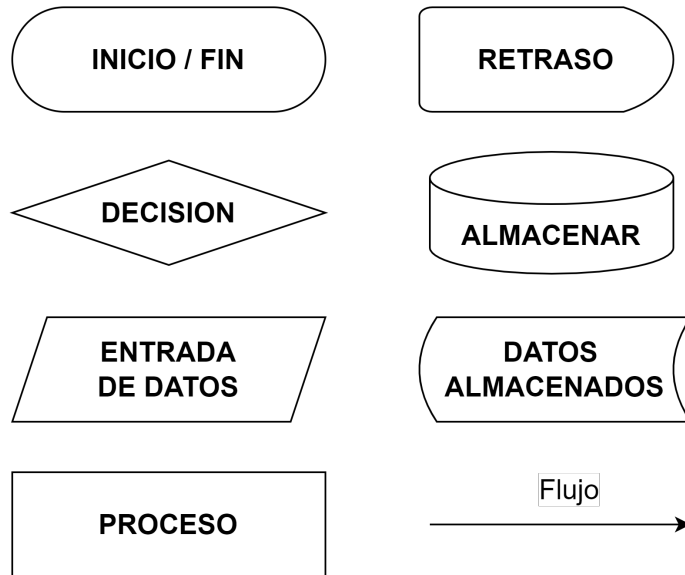 INICIO / FIN
RETRASO
DECISION
ALMACENAR
ENTRADA
DE DATOS
DATOS
ALMACENADOS
PROCESO
Flujo